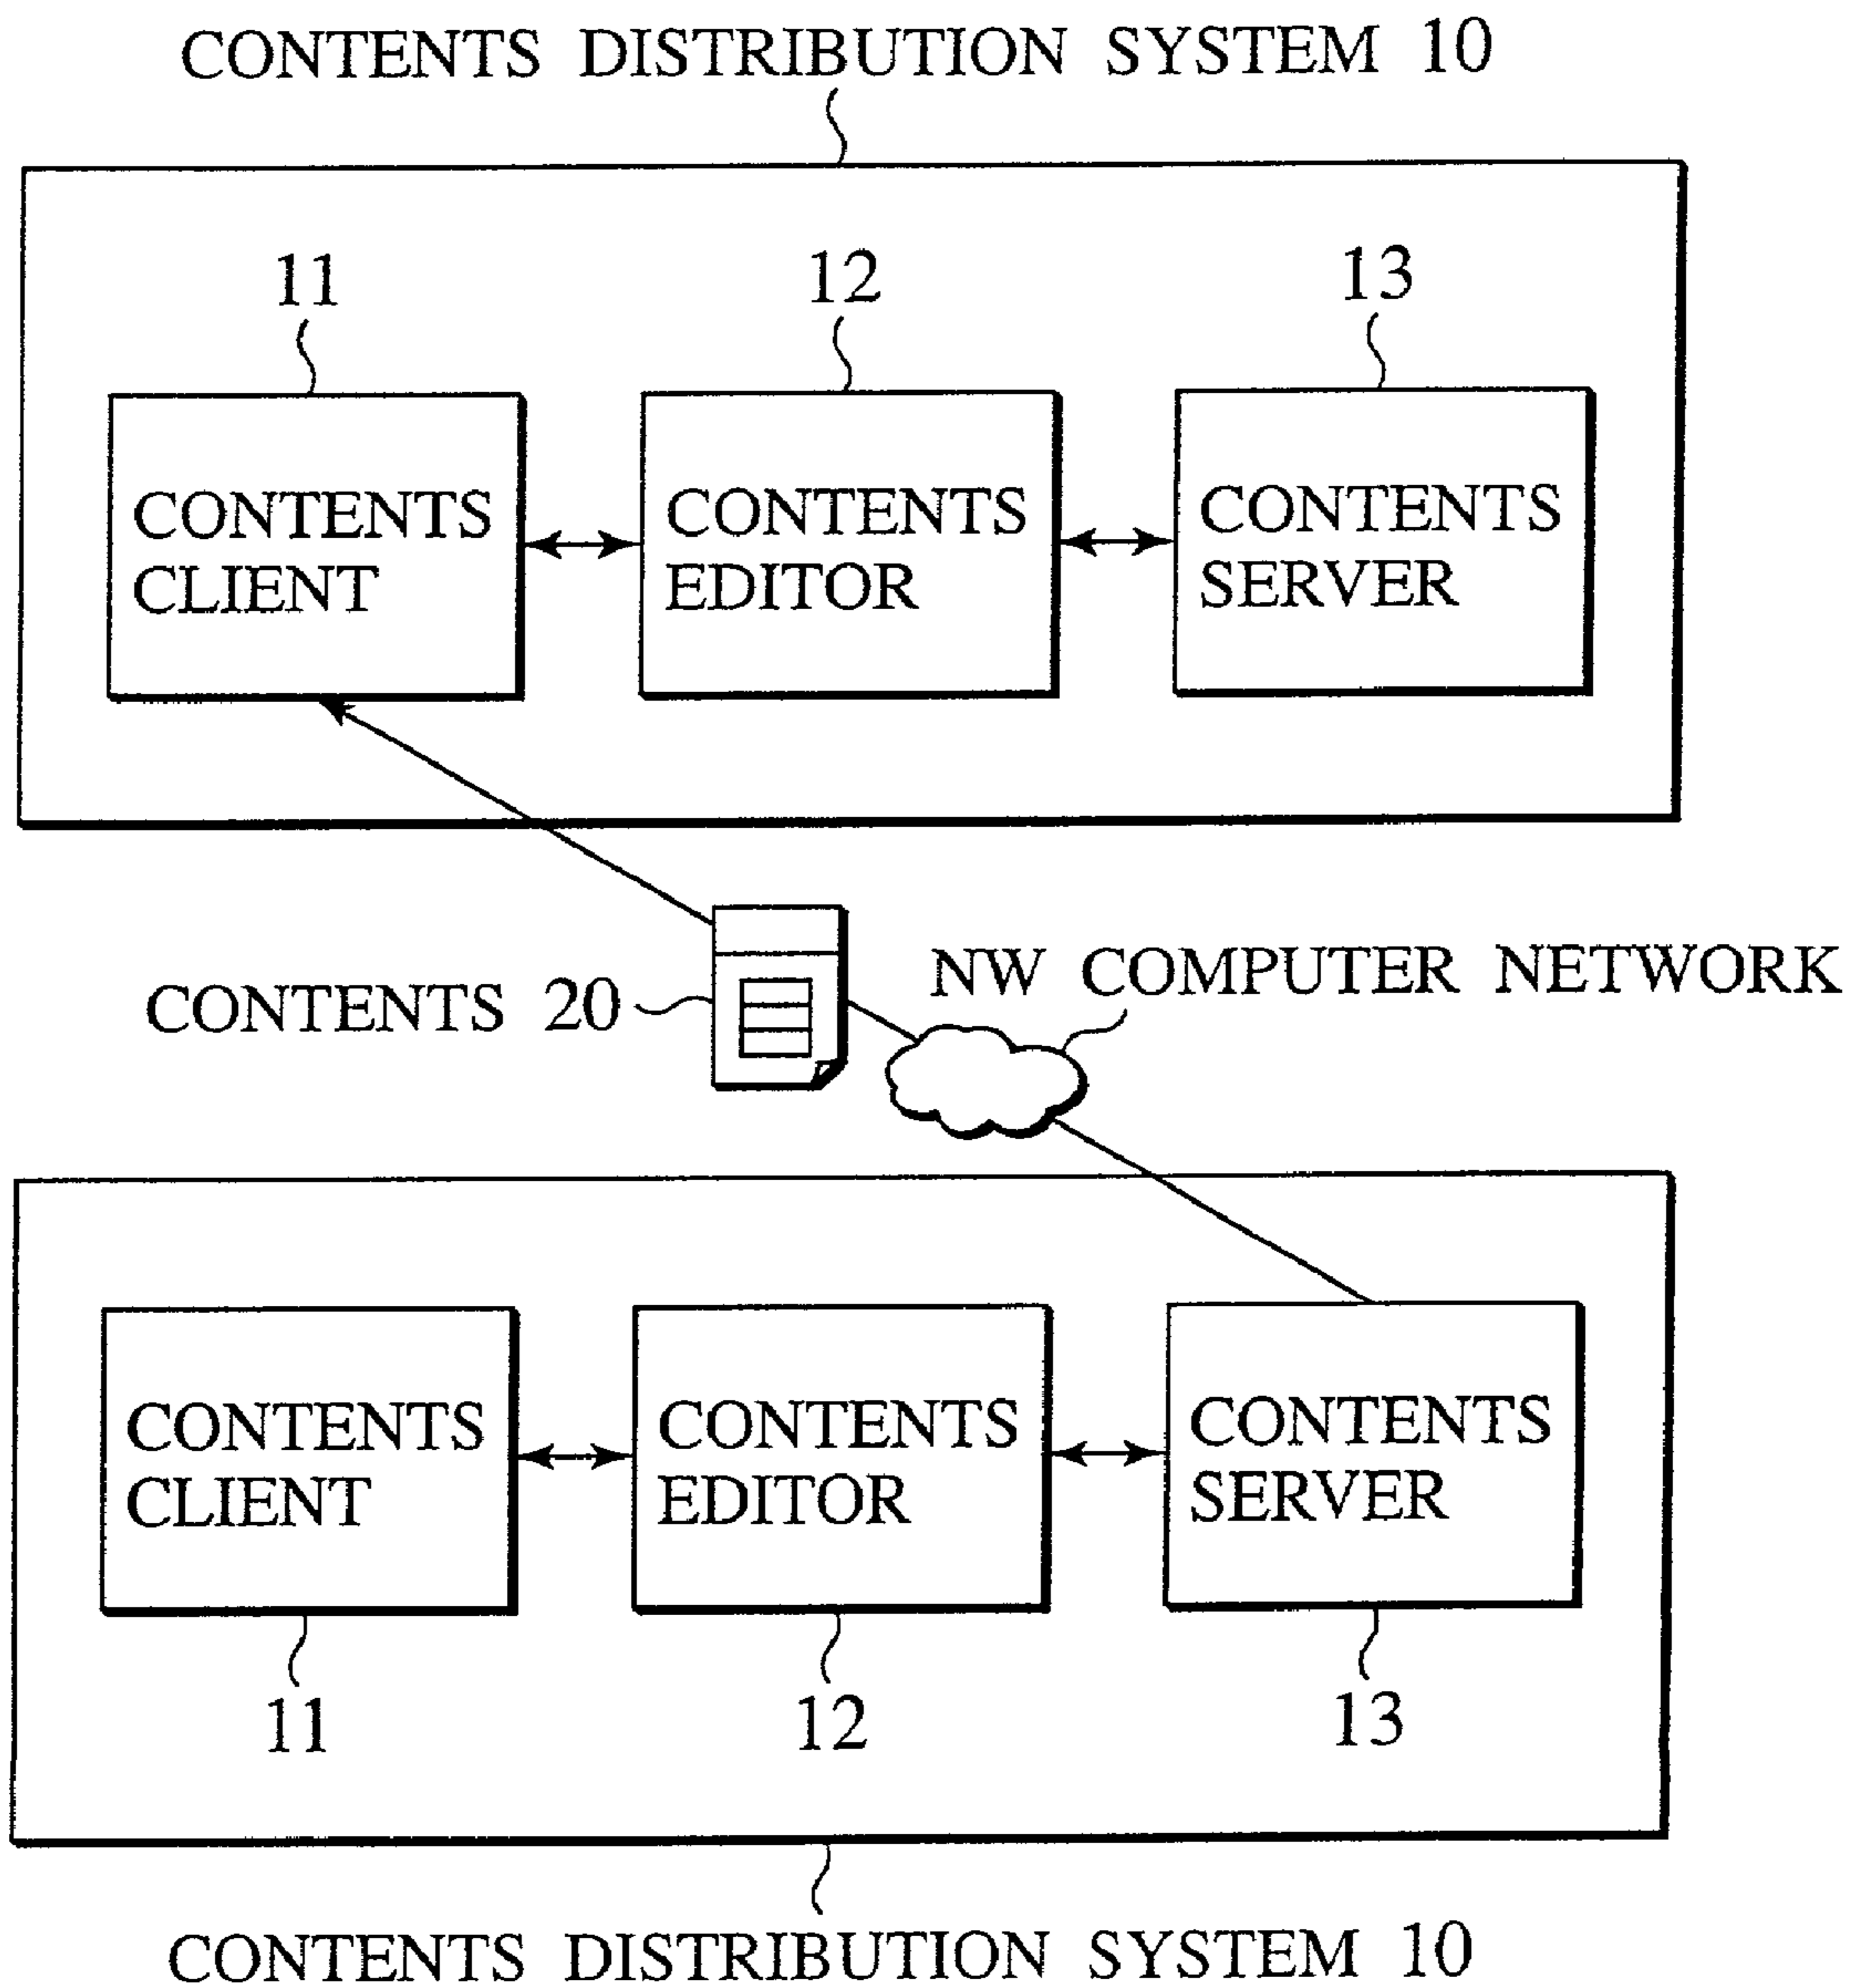 CONTENTS DISTRIBUTION SYSTEM 10
11
12
13
CONTENTS
CLIENT
CONTENTS
EDITOR
CONTENTS
SERVER
NW COMPUTER NETWORK
CONTENTS 20
CONTENTS
CLIENT
CONTENTS
EDITOR
CONTENTS
SERVER
11
12
13
CONTENTS DISTRIBUTION SYSTEM 10